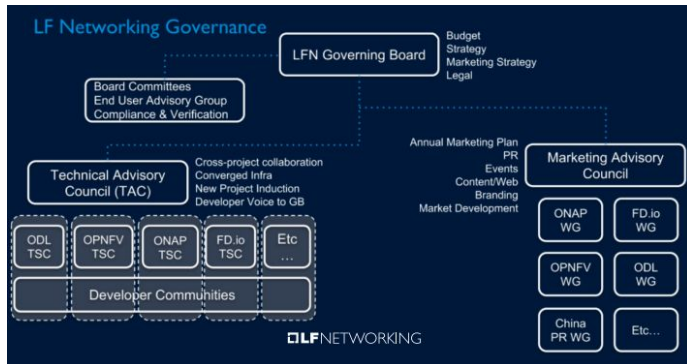 LF Networking Governance
LFN Governing Board
Budget
Strategy
Marketing Strategy
Legal
Board Committees
End User Advisory Group
Compliance & Verification
Technical Advisory
Council (TAC)
Cross-project collaboration
Converged Infra
New Project Induction
Developer Voice to GB
Annual Marketing Plan
PR
Events
Content/Web
Branding
Market Development
Marketing Advisory
Council
ODL
TSC
OPNFV
TSC
ONAP
TSC
FD.io
TSC
Etc
...
Developer Communities
ONAP
WG
FD.io
WG
OPNFV
WG
ODL
WG
China
PR WG
Etc...
LFNETWORKING